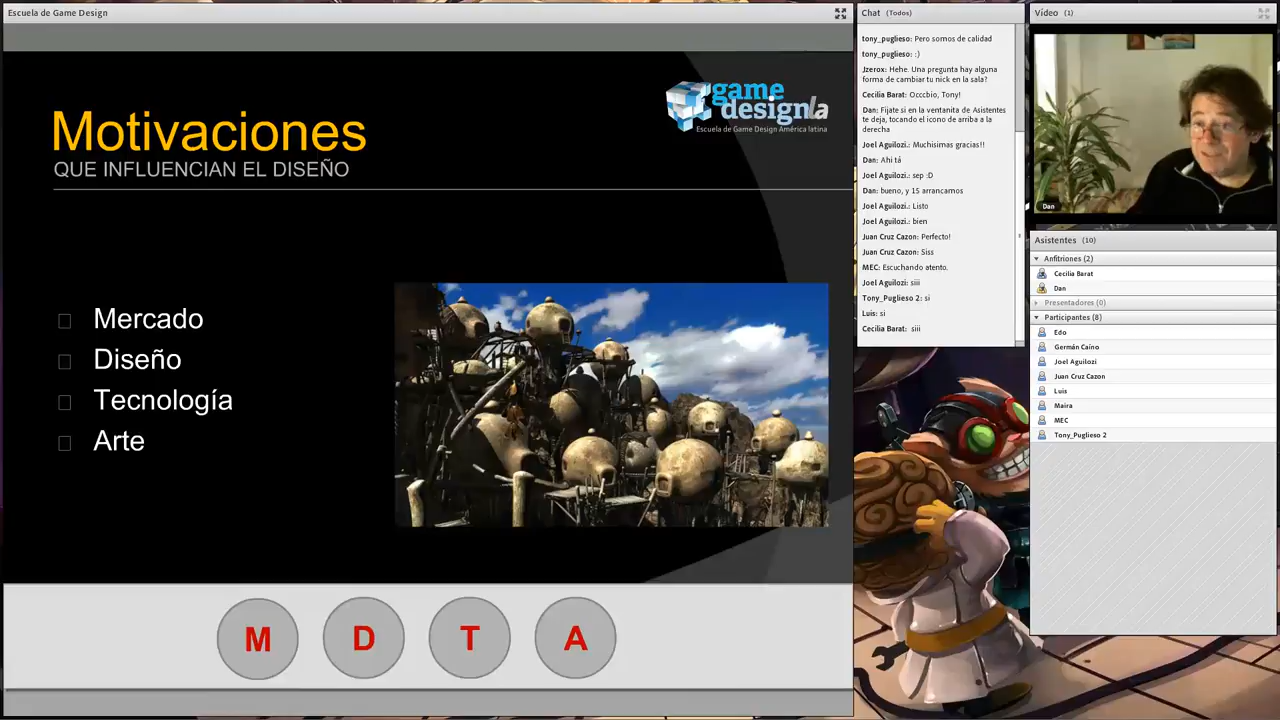 Escuela de Game Design
game
design/la
Escuela de Game Design América latina
Motivaciones
QUE INFLUENCIAN EL DISEÑO
Mercado
Diseño
Tecnología
Arte
M D T A
Chat (Todos)
tony_puglieso: Pero somos de calidad
tony_puglieso: :)
Jzerox: Hehe. Una pregunta hay alguna
forma de cambiar tu nick en la sala?
Cecilia Barat: Occcbio, Tony!
Dan: Fijate si en la ventanita de Asistentes
te deja, tocando el icono de arriba a la
derecha
Joel Aguilozi.: Muchisimas gracias!!
Dan: Ahi tá
Joel Aguilozi.: sep :D
Dan: bueno, y 15 arrancamos
Joel Aguilozi.: Listo
Joel Aguilozi.: bien
Juan Cruz Cazon: Perfecto!
Juan Cruz Cazon: Siss
MEC: Escuchando atento.
Joel Aguilozi: siii
Tony_Puglieso 2: si
Luis: si
Cecilia Barat: siii
Vídeo (1)
Dan
Asistentes (10)
Anfitriones (2)
Cecilia Barat
Dan
Presentadores (0)
Participantes (8)
Edo
Germán Caíno
Joel Aguilozi
Juan Cruz Cazon
Luis
Maira
MEC
Tony_Puglieso 2